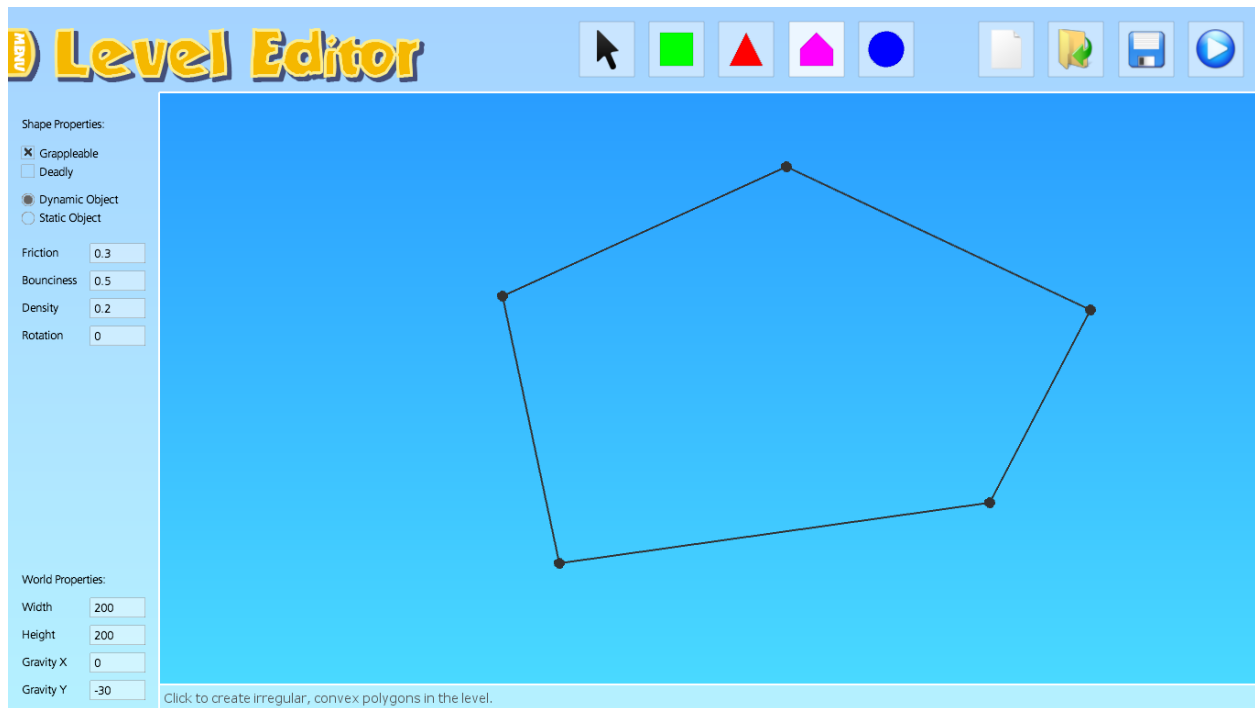 MENU
Level Editor
Shape Properties:
Grappleable
Deadly
Dynamic Object
Static Object
Friction 0.3
Bounciness 0.5
Density 0.2
Rotation 0
World Properties:
Width 200
Height 200
Gravity X 0
Gravity Y -30
Click to create irregular, convex polygons in the level.